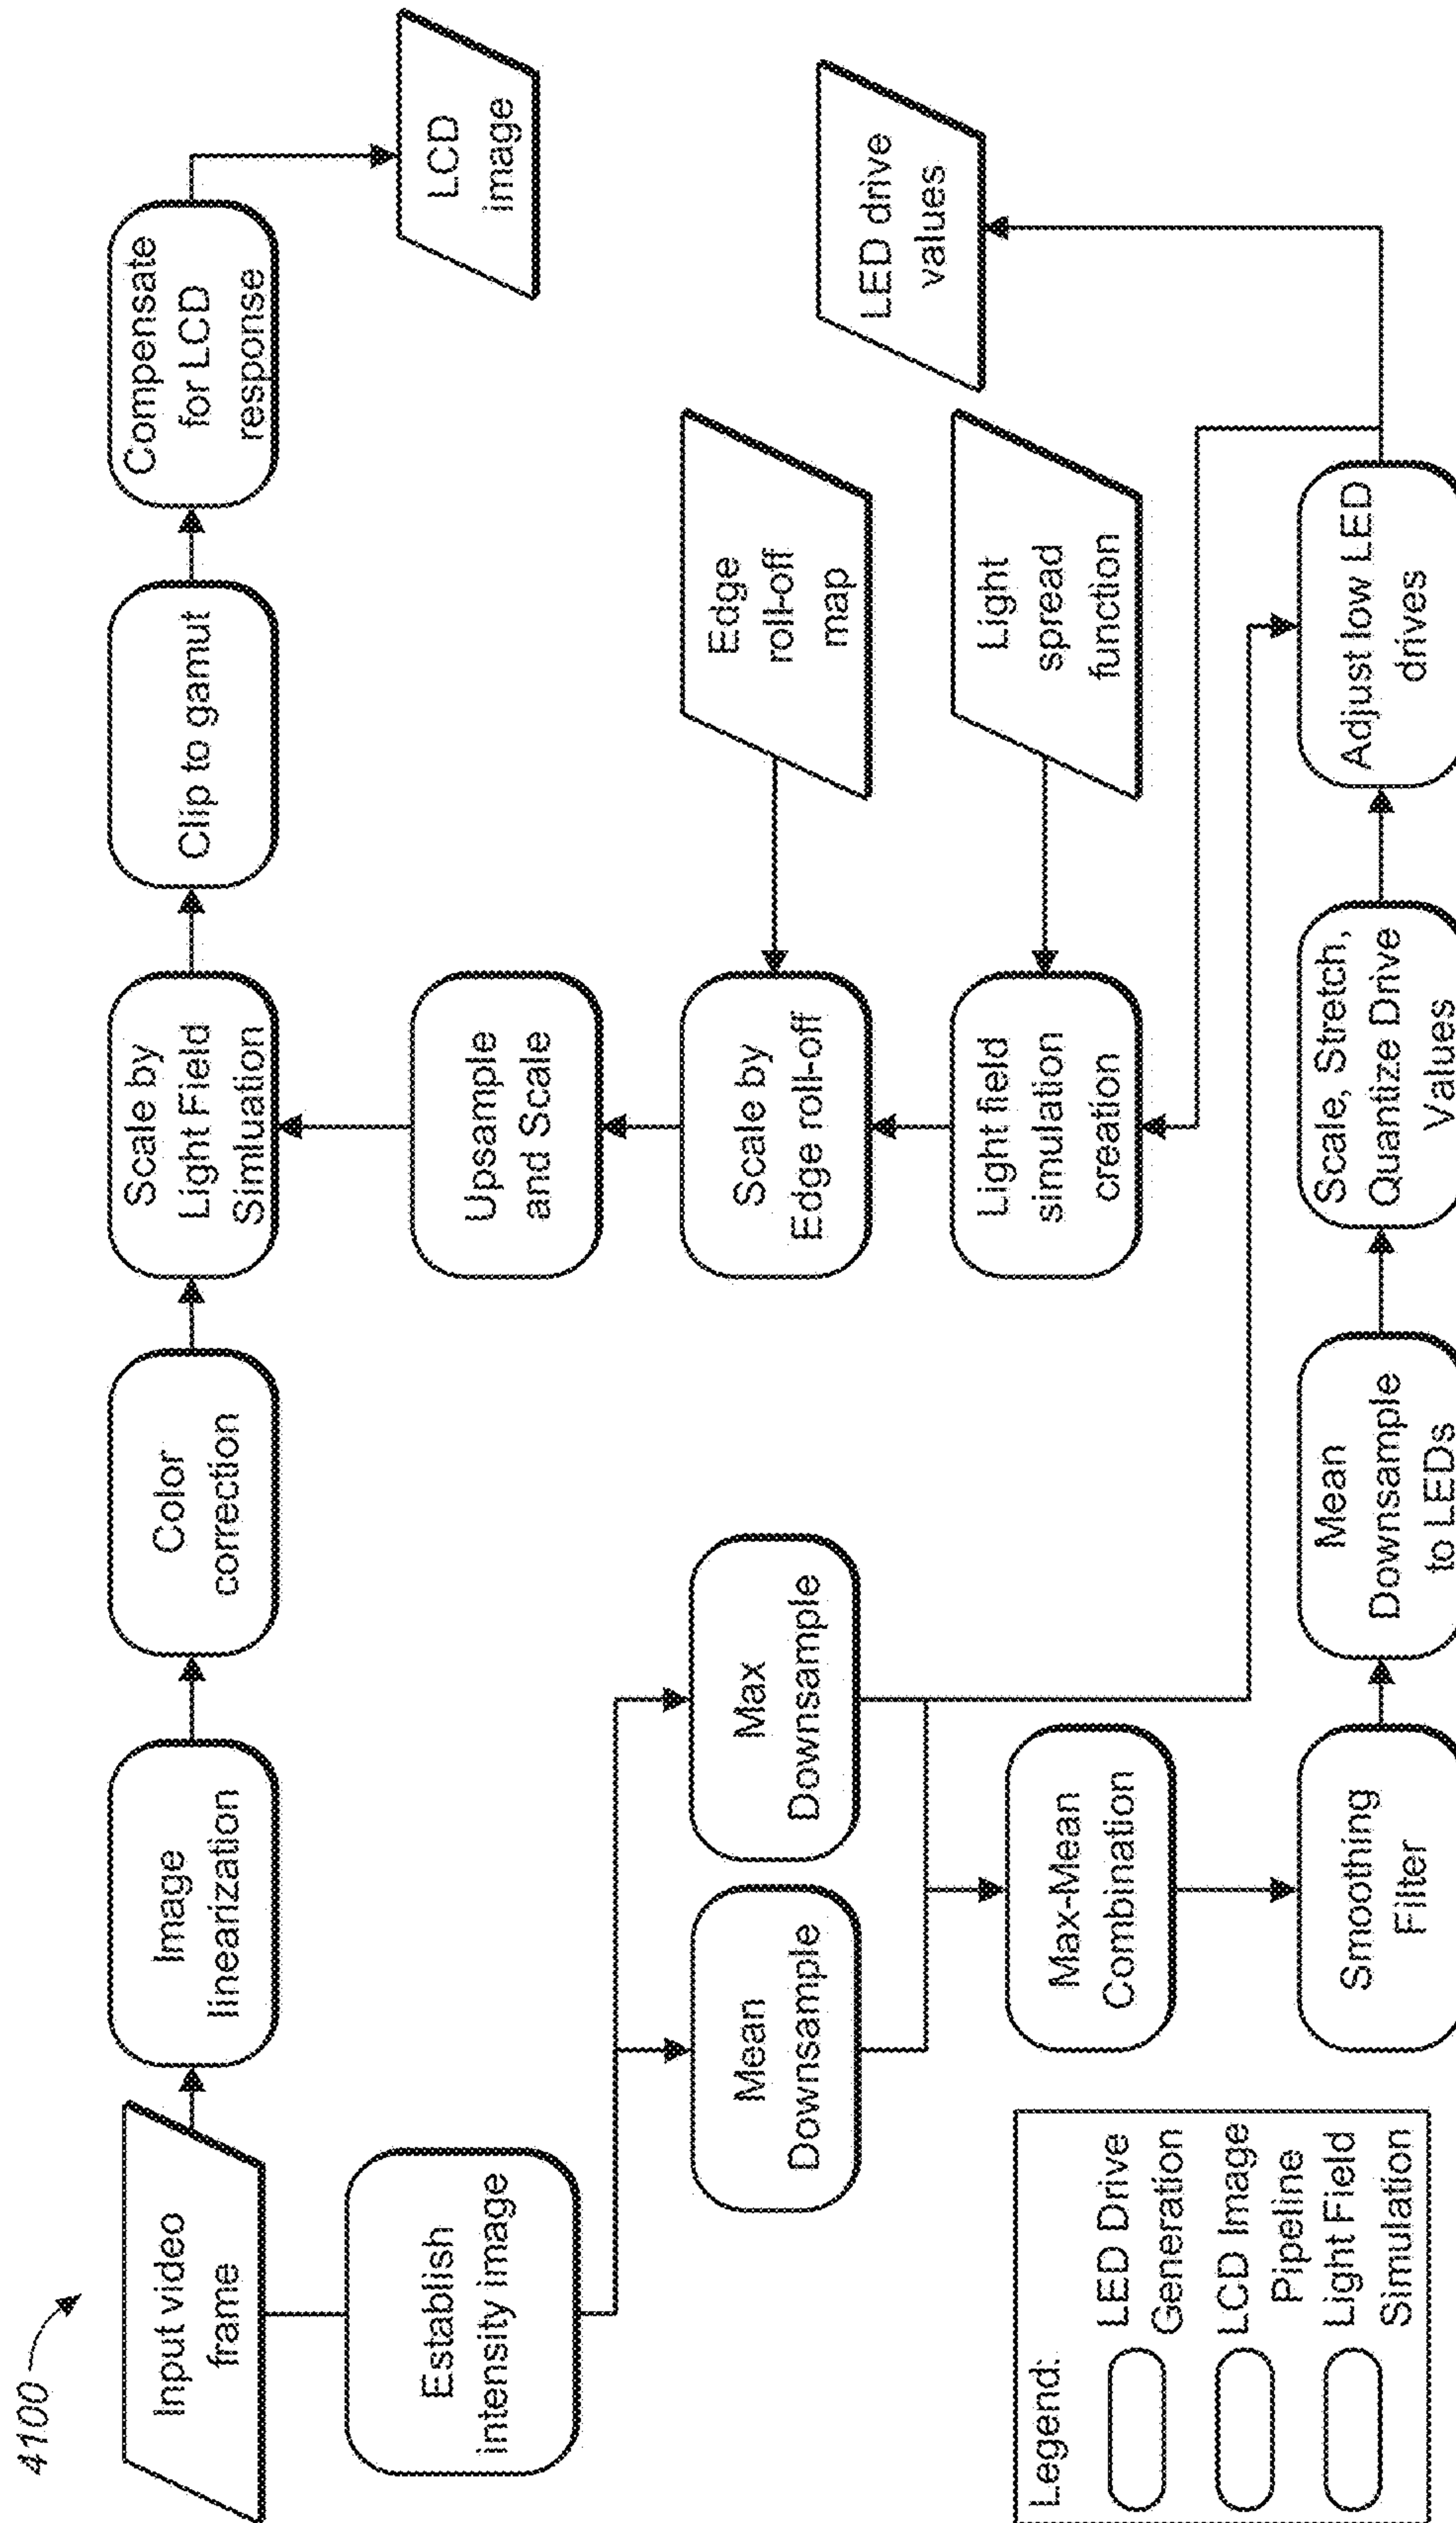 4100
Input video
frame
Image
linearization
Color
correction
Scale by
Light Field
Simluation
Clip to gamut
Compensate
for LCD
response
LCD
image
Establish
intensity image
Upsample
and Scale
Mean
Downsample
Max
Downsample
Scale by
Edge roll-off
Edge
roll-off
map
LED drive
values
Max-Mean
Combination
Light field
simulation
creation
Light
spread
function
Smoothing
Filter
Mean
Downsample
to LEDs
Scale, Stretch,
Quantize Drive
Values
Adjust low LED
drives
Legend:
LED Drive
Generation
LCD Image
Pipeline
Light Field
Simulation